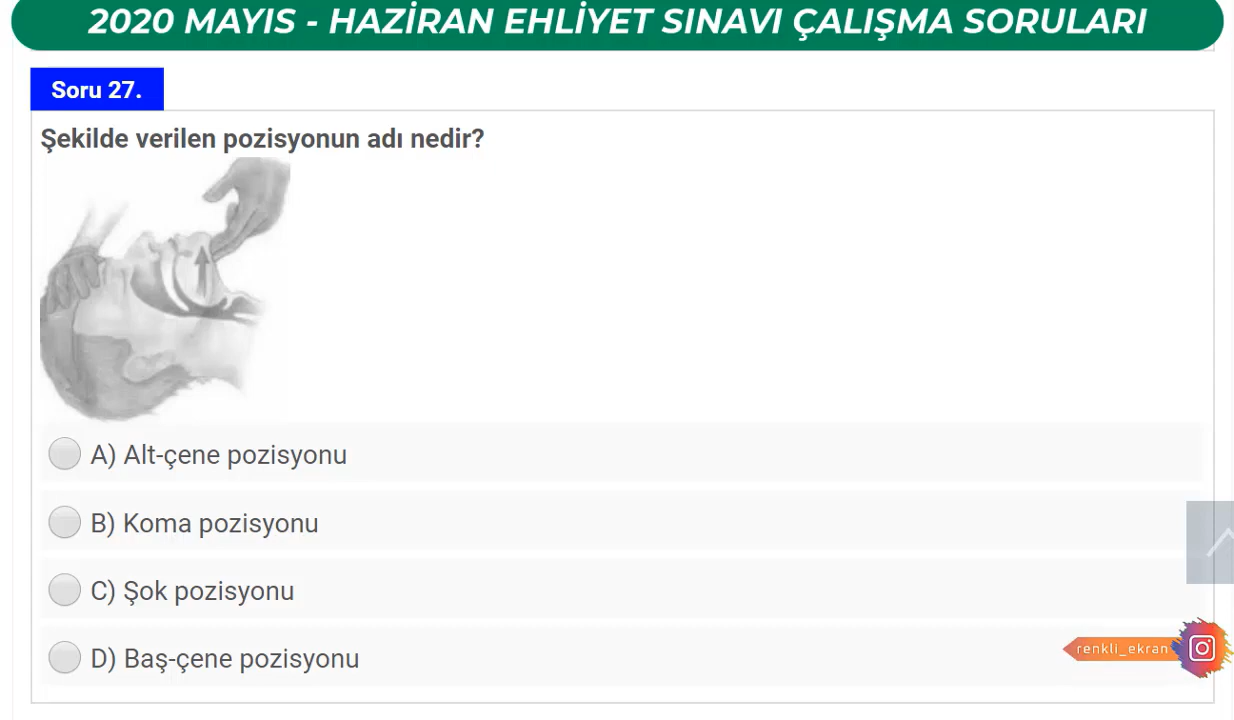 2020 MAYIS - HAZİRAN EHLİYET SINAVI ÇALIŞMA SORULARI
Soru 27.
Şekilde verilen pozisyonun adı nedir?
A) Alt-çene pozisyonu
B) Koma pozisyonu
C) Şok pozisyonu
D) Baş-çene pozisyonu
renkli_ekran